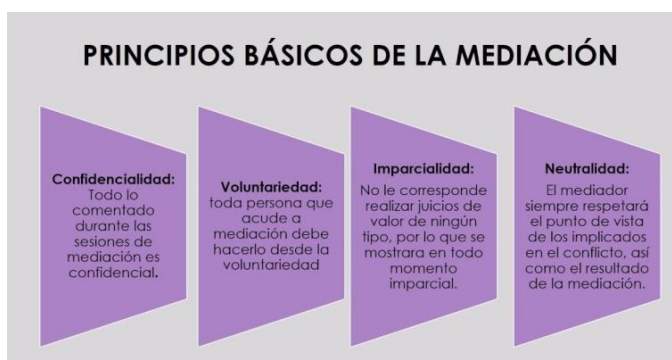 PRINCIPIOS BÁSICOS DE LA MEDIACIÓN
Confidencialidad:
Todo lo
comentado
durante las
sesiones de
mediación es
confidencial.
Voluntariedad:
toda persona que
acude a
mediación debe
hacerlo desde la
voluntariedad
Imparcialidad:
No le corresponde
realizar juicios de
valor de ningún
tipo, por lo que se
mostrara en todo
momento
imparcial.
Neutralidad:
El mediador
siempre respetará
el punto de vista
de los implicados
en el conflicto, así
como el resultado
de la mediación.